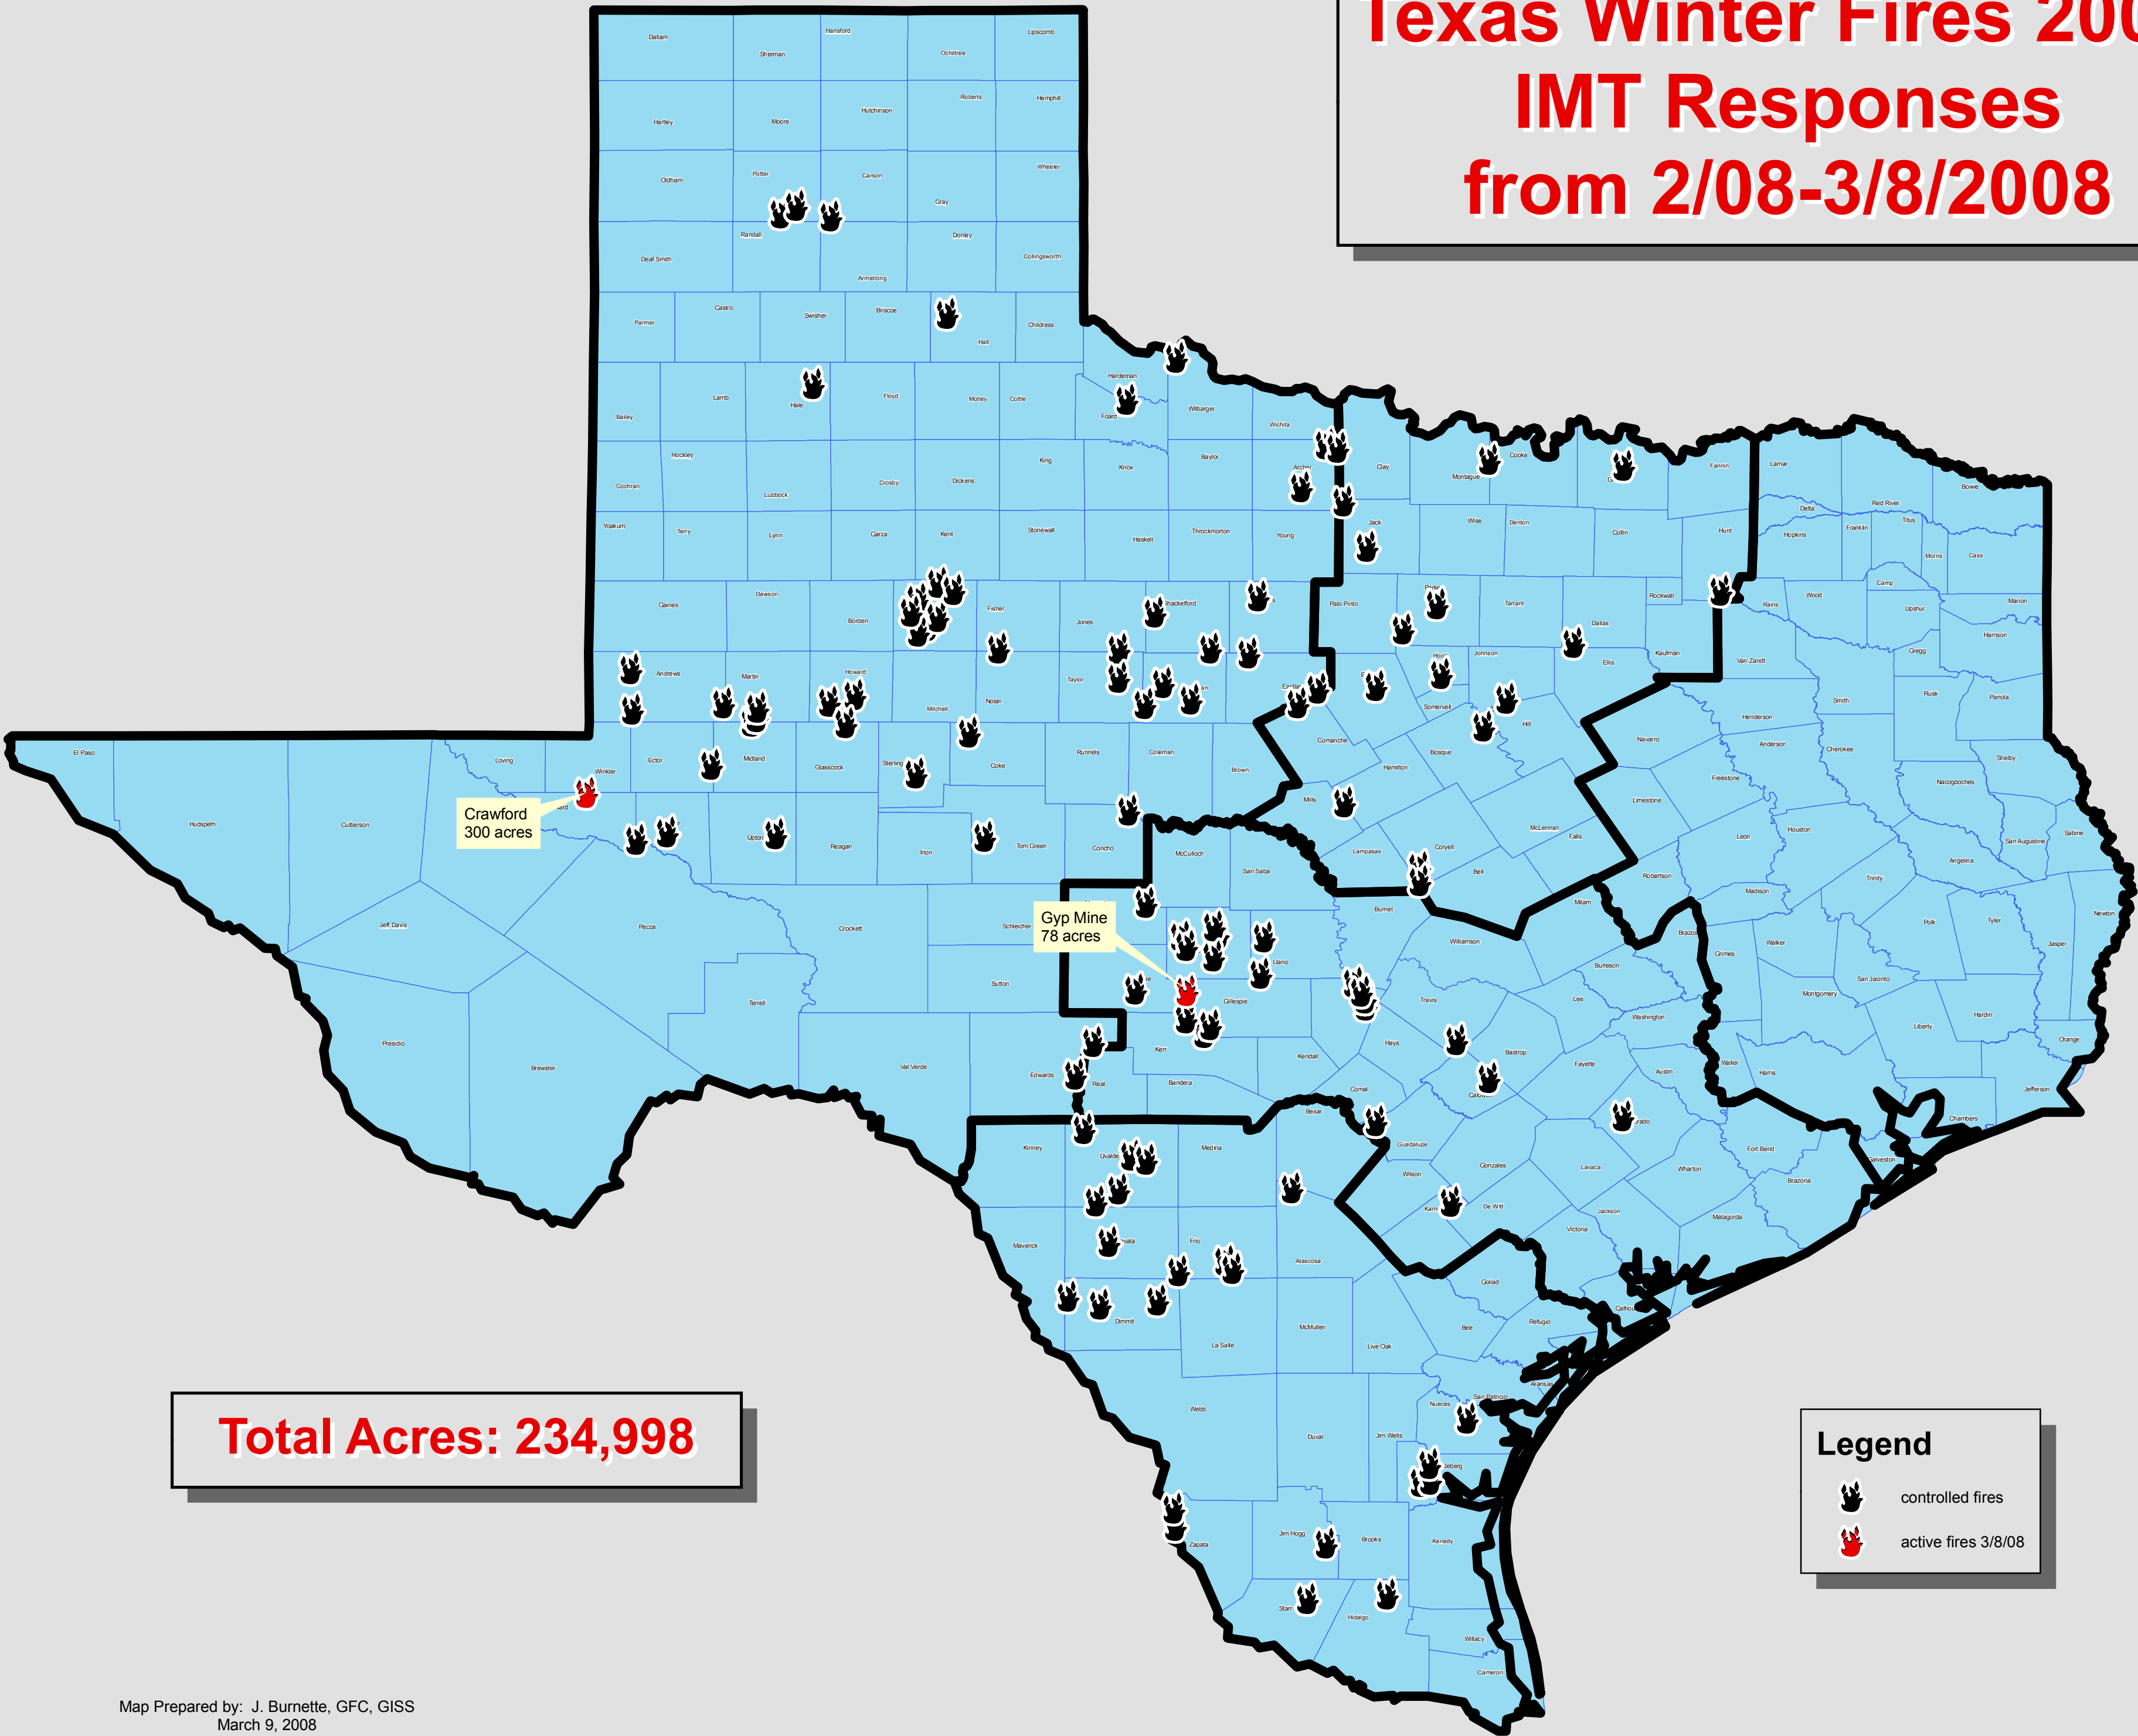 Texas Winter Fires 200
IMT Responses
from 2/08-3/8/2008
Dallam
Sherman
Hansford
Ochiltree
Lipscomb
Hartley
Moore
Hutchinson
Roberts
Hemphill
Oldham
Potter
Carson
Gray
Wheeler
Deaf Smith
Randall
Armstrong
Donley
Collingsworth
Parmer
Castro
Swisher
Briscoe
Hall
Childress
Hardeman
Bailey
Lamb
Hale
Floyd
Motley
Cottle
Foard
Wilbarger
Wichita
Cochran
Hockley
Lubbock
Crosby
Dickens
King
Knox
Baylor
Archer
Clay
Montague
Cooke
Fannin
Lamar
Red River
Bowie
Yoakum
Terry
Lynn
Garza
Kent
Stonewall
Haskell
Throckmorton
Young
Jack
Wise
Denton
Collin
Hunt
Delta
Hopkins
Franklin
Titus
Morris
Cass
Camp
Gaines
Dawson
Borden
Fisher
Jones
Shackelford
Palo Pinto
Tarrant
Dallas
Rockwall
Kaufman
Rains
Wood
Upshur
Marion
Harrison
Gregg
Van Zandt
Andrews
Martin
Howard
Mitchell
Nolan
Taylor
Somervell
Johnson
Ellis
Hill
Navarro
Henderson
Smith
Rusk
Panola
El Paso
Hudspeth
Culberson
Loving
Winkler
Ector
Midland
Glasscock
Sterling
Coke
Runnels
Coleman
Brown
Comanche
Hamilton
Bosque
Mills
Limestone
Freestone
Anderson
Cherokee
Nacogdoches
Shelby
San Augustine
Sabine
Crawford
300 acres
Upton
Reagan
Irion
Tom Green
Concho
McCulloch
San Saba
Lampasas
Coryell
McLennan
Falls
Bell
Robertson
Leon
Houston
Angelina
Trinity
Madison
Milam
Jeff Davis
Pecos
Crockett
Schleicher
Gyp Mine
78 acres
Burnet
Llano
Williamson
Brazos
Grimes
Walker
Polk
Tyler
Jasper
Newton
Presidio
Brewster
Terrell
Sutton
Gillespie
Travis
Burleson
Lee
Washington
Montgomery
San Jacinto
Liberty
Hardin
Orange
Val Verde
Edwards
Real
Kerr
Kendall
Bandera
Hays
Comal
Bastrop
Fayette
Austin
Waller
Harris
Jefferson
Chambers
Galveston
Kinney
Uvalde
Medina
Bexar
Guadalupe
Wilson
Gonzales
De Witt
Lavaca
Wharton
Fort Bend
Brazoria
Matagorda
Jackson
Victoria
Maverick
Frio
Atascosa
Dimmit
La Salle
McMullen
Live Oak
Bee
Goliad
Refugio
Aransas
San Patricio
Nueces
Webb
Duval
Jim Wells
Zapata
Jim Hogg
Brooks
Kenedy
Hidalgo
Willacy
Cameron
Total Acres: 234,998
Legend
controlled fires
active fires 3/8/08
Map Prepared by: J. Burnette, GFC, GISS
March 9, 2008